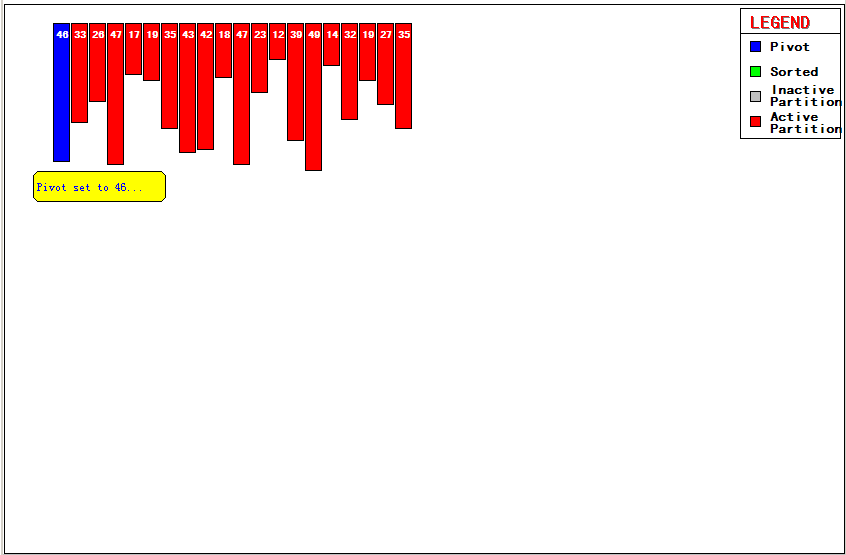 46 33 26 47 17 19 35 43 42 18 47 23 12 39 49 14 32 19 27 35
Pivot set to 46...
LEGEND
Pivot
Sorted
Inactive
Partition
Active
Partition